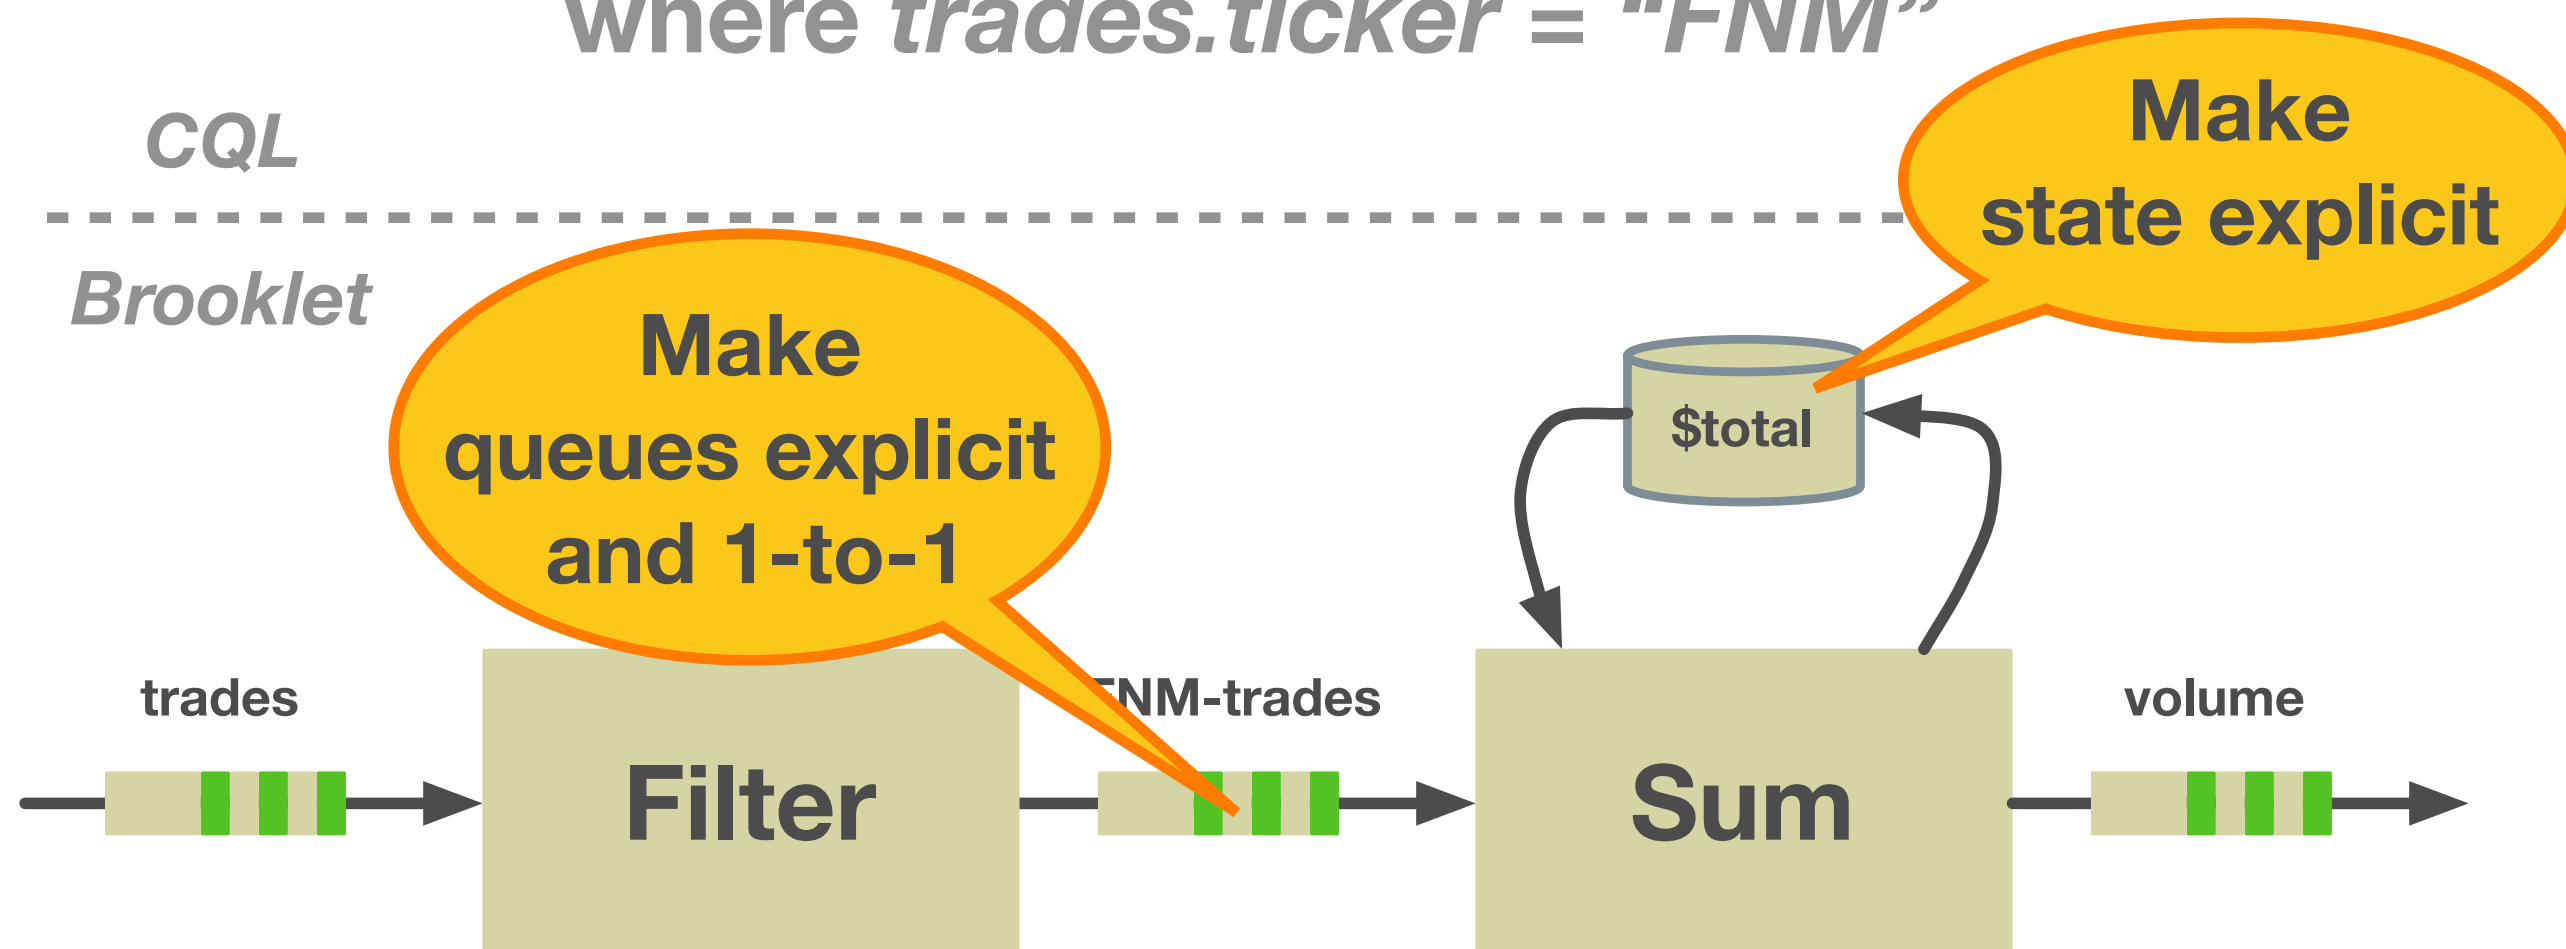 where trades.ticker = “FNM”
CQL
Make
state explicit
Brooklet
Make
queues explicit
and 1-to-1
$total
trades
FNM-trades
volume
Filter
Sum